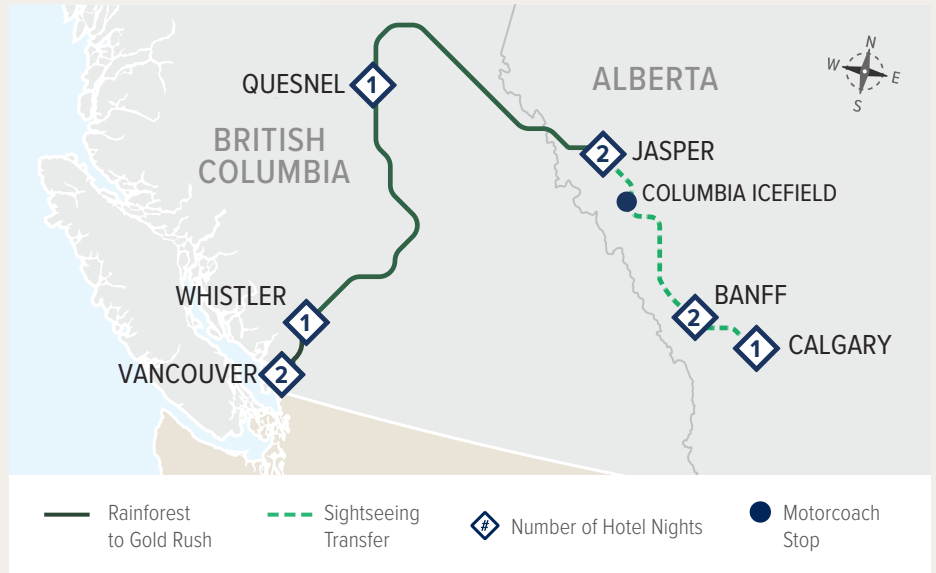 N
W
E
S
ALBERTA
QUESNEL
1
BRITISH
COLUMBIA
2
JASPER
COLUMBIA ICEFIELD
WHISTLER
1
BANFF
2
1
CALGARY
VANCOUVER
2
Rainforest
to Gold Rush
Sightseeing
Transfer
#
Number of Hotel Nights
Motorcoach
Stop